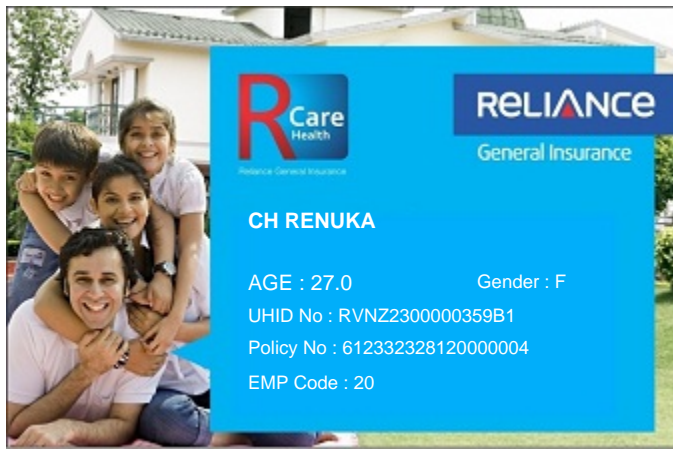 RCare
Health
Reliance General Insurance
RELIANCE
General Insurance
CH RENUKA
AGE : 27.0 Gender : F
UHID No : RVNZ2300000359B1
Policy No : 612332328120000004
EMP Code : 20